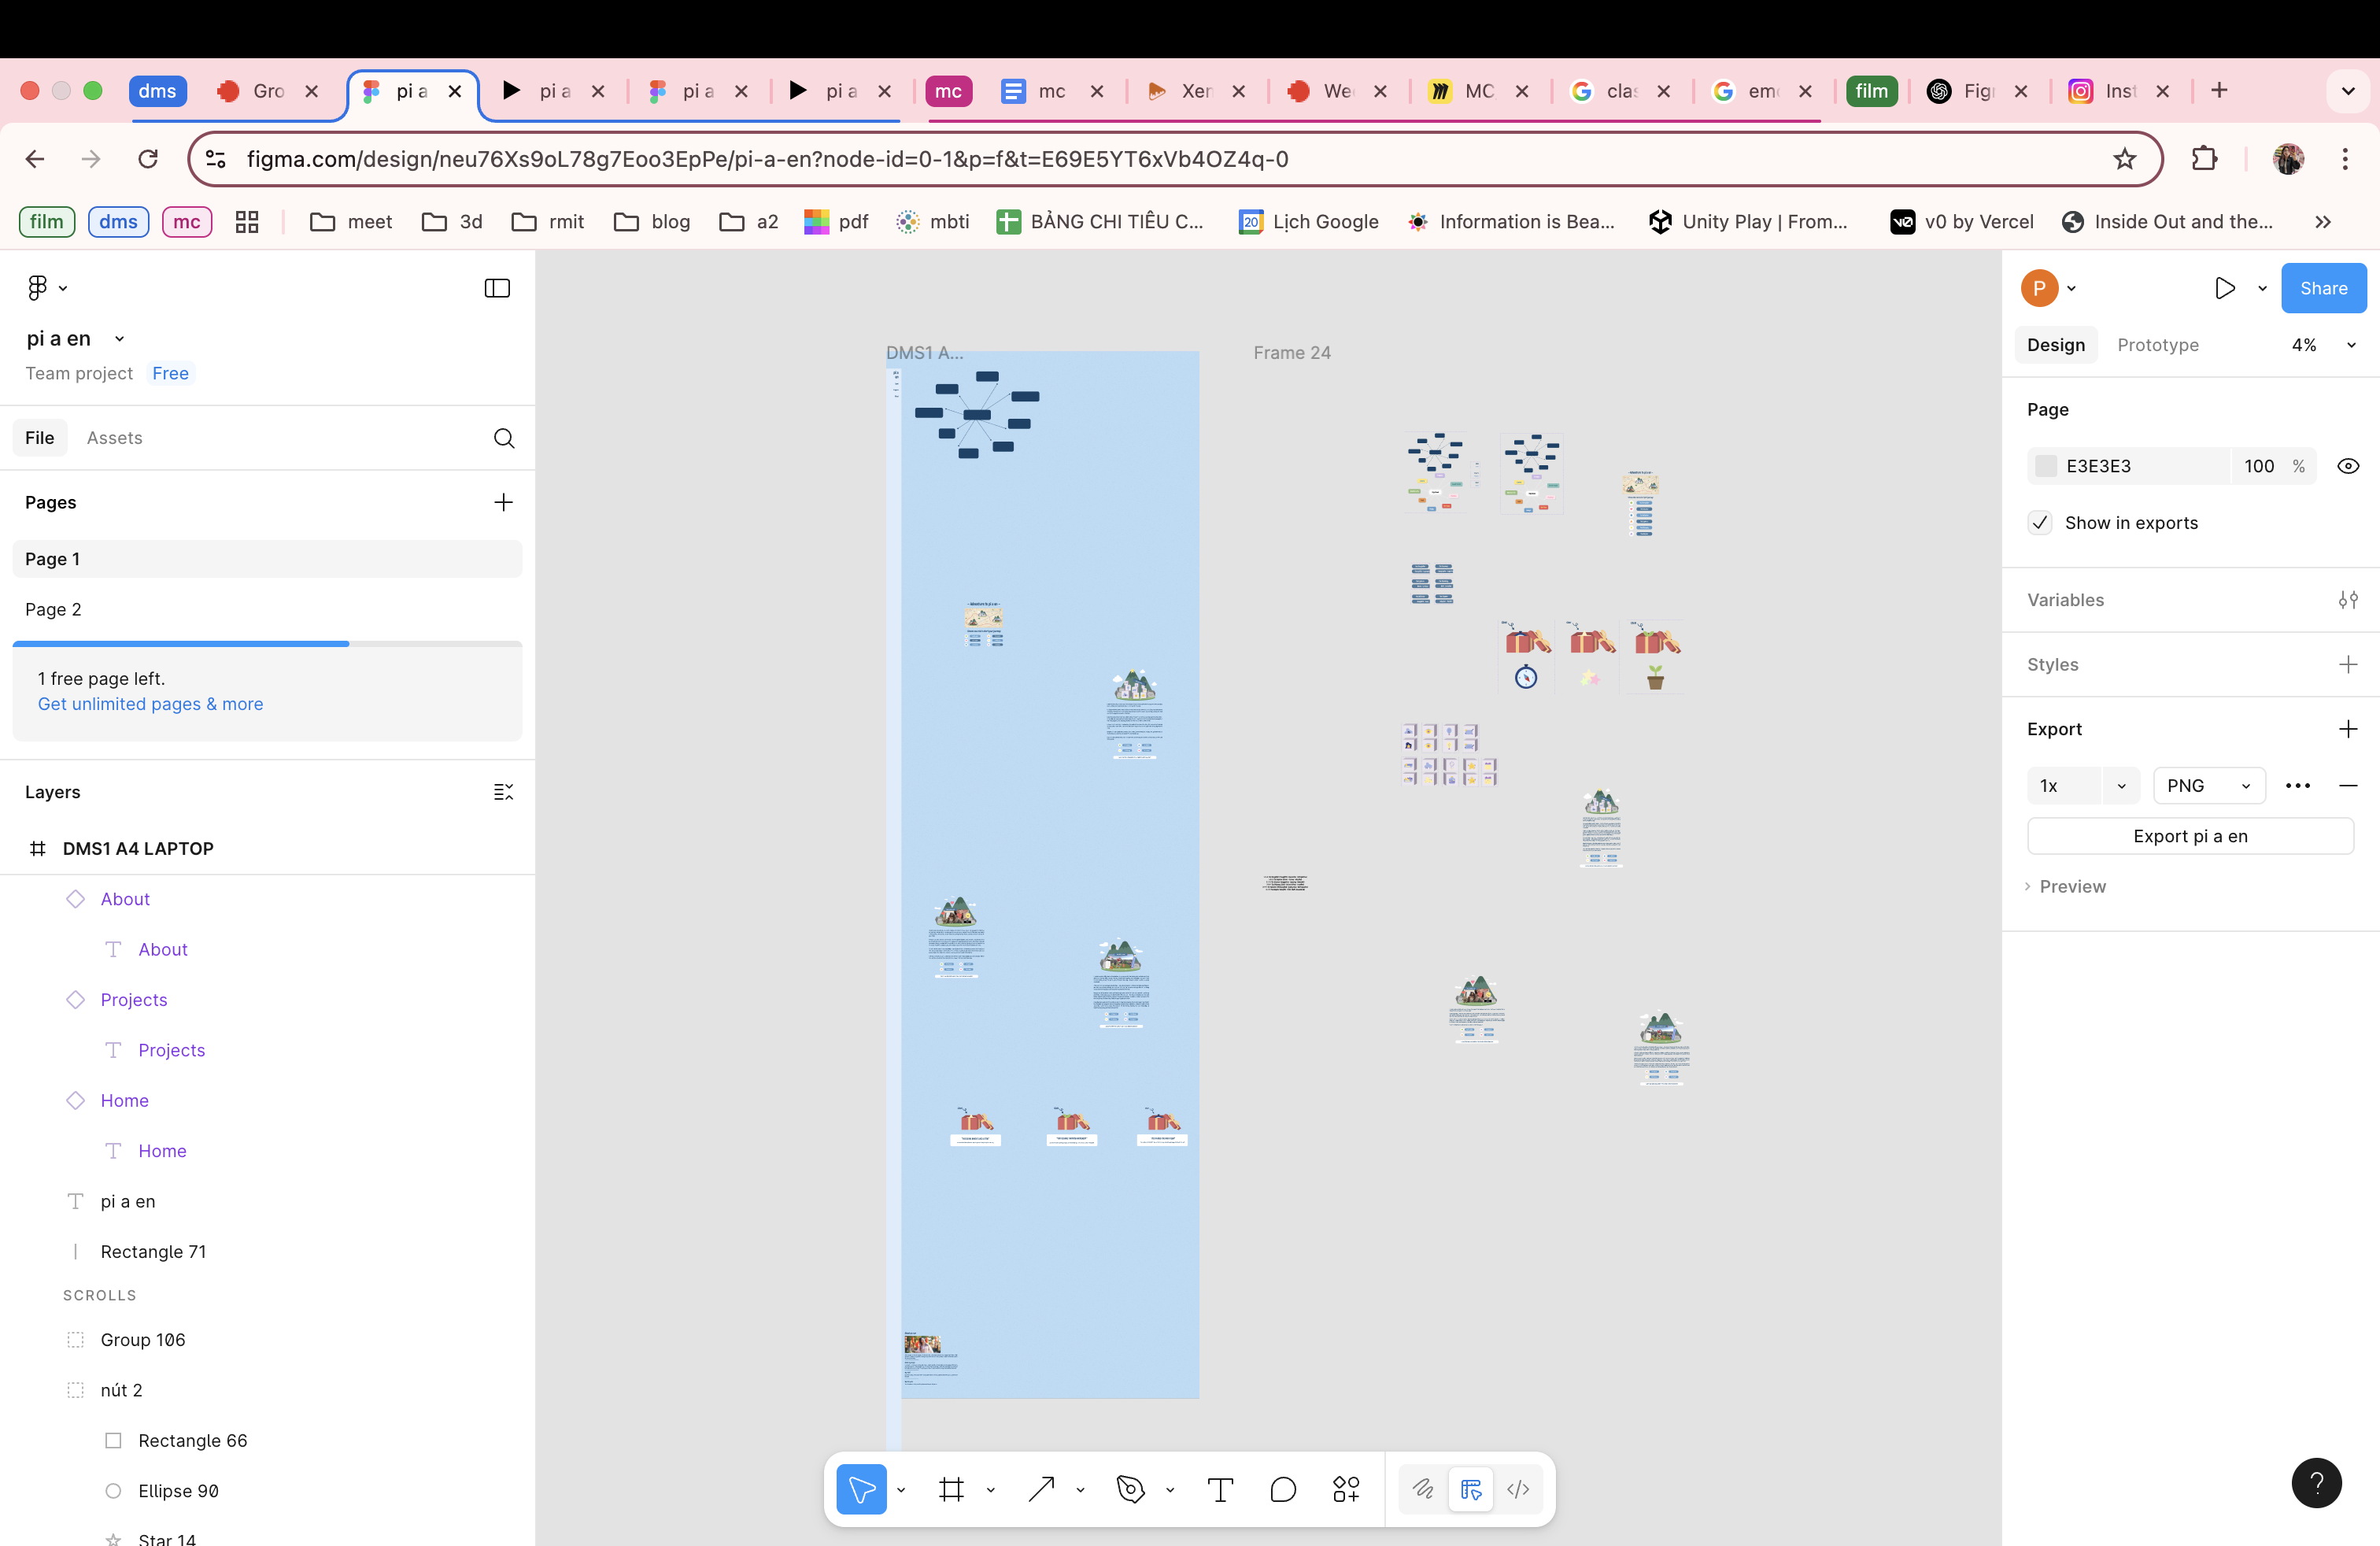 dms
Gro
pi a
pi a
pi a
pi a
mc
mc
Xer
We
MC
clas
emo
film
Fig
Inst
figma.com/design/neu76Xs9oL78g7Eoo3EpPe/pi-a-en?node-id=0-1&p=f&t=E69E5YT6xVb4OZ4q-0
film
dms
mc
meet
3d
rmit
blog
a2
pdf
mbti
BẢNG CHI TIÊU C...
20
Lịch Google
Information is Bea...
Unity Play | From...
v0 by Vercel
Inside Out and the...
pi a en
Team project Free
File Assets
Pages
Page 1
Page 2
1 free page left.
Get unlimited pages & more
Layers
DMS1 A4 LAPTOP
About
About
Projects
Projects
Home
Home
pi a en
Rectangle 71
SCROLLS
Group 106
nút 2
Rectangle 66
Ellipse 90
Star 14
DMS1 A...
Frame 24
P
Share
Design Prototype 4%
Page
E3E3E3 100 %
Show in exports
Variables
Styles
Export
1x PNG
Export pi a en
Preview
?